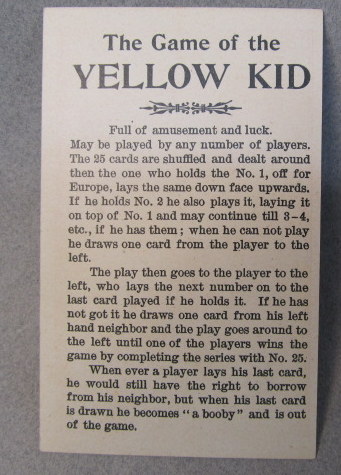 The Game of the
YELLOW KID
Full of amusement and luck.
May be played by any number of players.
The 25 cards are shuffled and dealt around
then the one who holds the No. 1, off for
Europe, lays the same down face upwards.
If he holds No. 2 he also plays it, laying it
on top of No. 1 and may continue till 3–4,
etc., if he has them; when he can not play
he draws one card from the player to the
left.
The play then goes to the player to the
left, who lays the next number on to the
last card played if he holds it. If he has
not got it he draws one card from his left
hand neighbor and the play goes around to
the left until one of the players wins the
game by completing the series with No. 25.
When ever a player lays his last card,
he would still have the right to borrow
from his neighbor, but when his last card
is drawn he becomes "a booby" and is out
of the game.